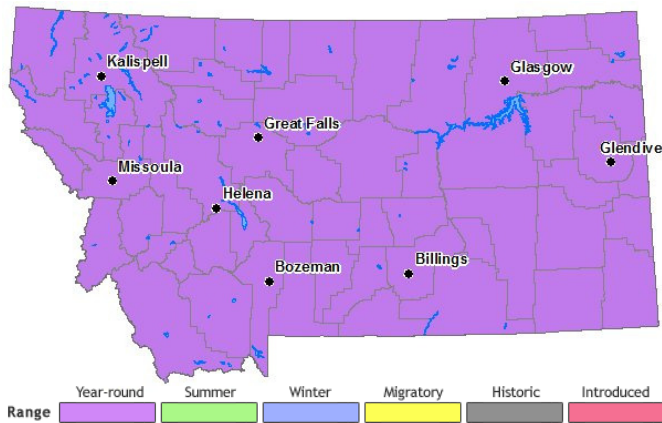 Kalispell
Glasgow
Great Falls
Glendive
Missoula
Helena
Bozeman
Billings
Year-round Summer Winter Migratory Historic Introduced
Range